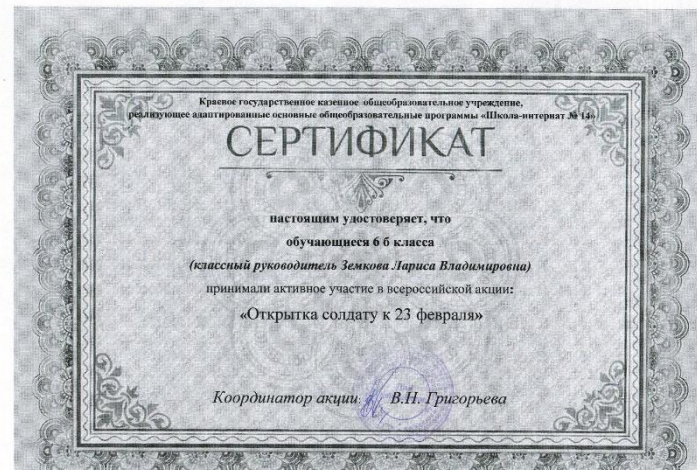 Краевое государственное казенное общеобразовательное учреждение,
реализующее адаптированные основные общеобразовательные программы «Школа-интернат № 14»
СЕРТИФИКАТ
настоящим удостоверяет, что
обучающиеся 6 б класса
(классный руководитель Земкова Лариса Владимировна)
принимали активное участие в всероссийской акции:
«Открытка солдату к 23 февраля»
Координатор акции: В.Н. Григорьева